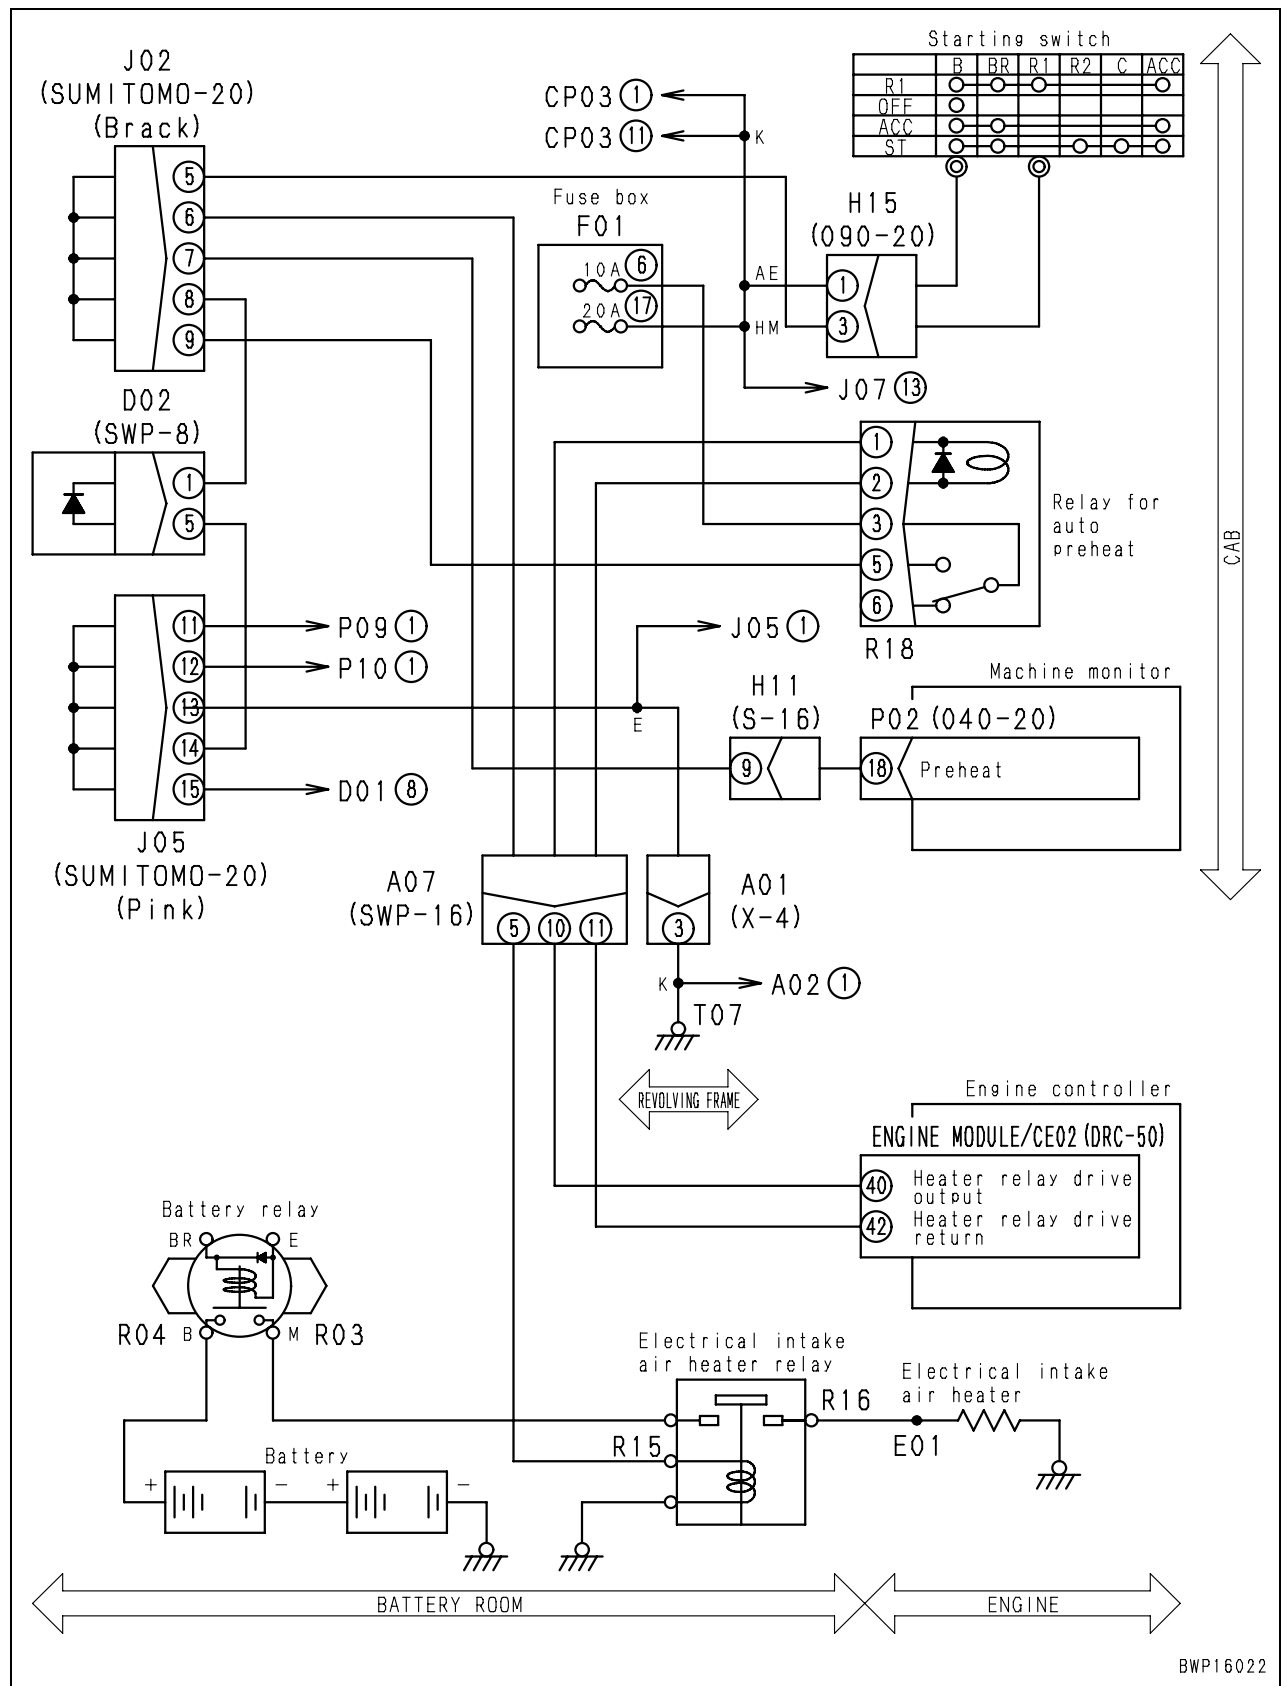 Starting switch
B BR R1 R2 C ACC
R1
OFF
ACC
ST
J02
(SUMITOMO-20)
(Brack)
5
6
7
8
9
CP03 1
CP03 11
K
Fuse box
F01
10A 6
20A 17
AE
HM
H15
(090-20)
1
3
J07 13
D02
(SWP-8)
1
5
1
2
3
5
6
Relay for
auto
preheat
R18
CAB
11 P09 1
12 P10 1
13
14
15 D01 8
J05
(SUMITOMO-20)
(Pink)
J05 1
E
H11
(S-16)
9
Machine monitor
P02 (040-20)
18 Preheat
A07
(SWP-16)
5 10 11
A01
(X-4)
3
K
A02 1
T07
REVOLVING FRAME
Engine controller
ENGINE MODULE/CE02 (DRC-50)
40 Heater relay drive
output
42 Heater relay drive
return
Battery relay
BR E
R04 B M R03
Electrical intake
air heater relay
R15
R16
Electrical intake
air heater
E01
Battery
+ - + -
BATTERY ROOM
ENGINE
BWP16022